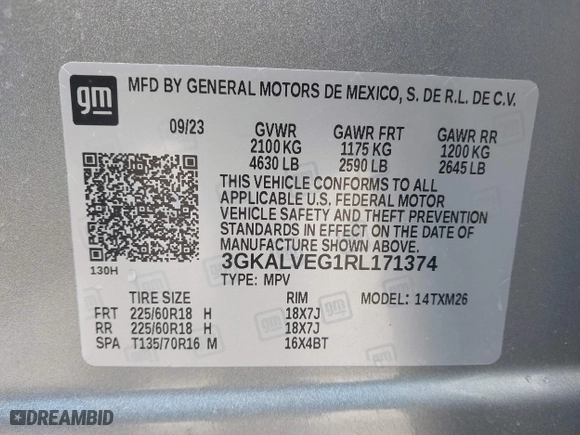 gm
MFD BY GENERAL MOTORS DE MEXICO, S. DE R.L. DE C.V.
09/23 GVWR GAWR FRT GAWR RR
2100 KG 1175 KG 1200 KG
4630 LB 2590 LB 2645 LB
THIS VEHICLE CONFORMS TO ALL
APPLICABLE U.S. FEDERAL MOTOR
VEHICLE SAFETY AND THEFT PREVENTION
STANDARDS IN EFFECT ON THE DATE
OF MANUFACTURE SHOWN ABOVE.
130H 3GKALVEG1RL171374
TYPE: MPV
TIRE SIZE RIM MODEL: 14TXM26
FRT 225/60R18 H 18X7J
RR 225/60R18 H 18X7J
SPA T135/70R16 M 16X4BT
DREAMBID